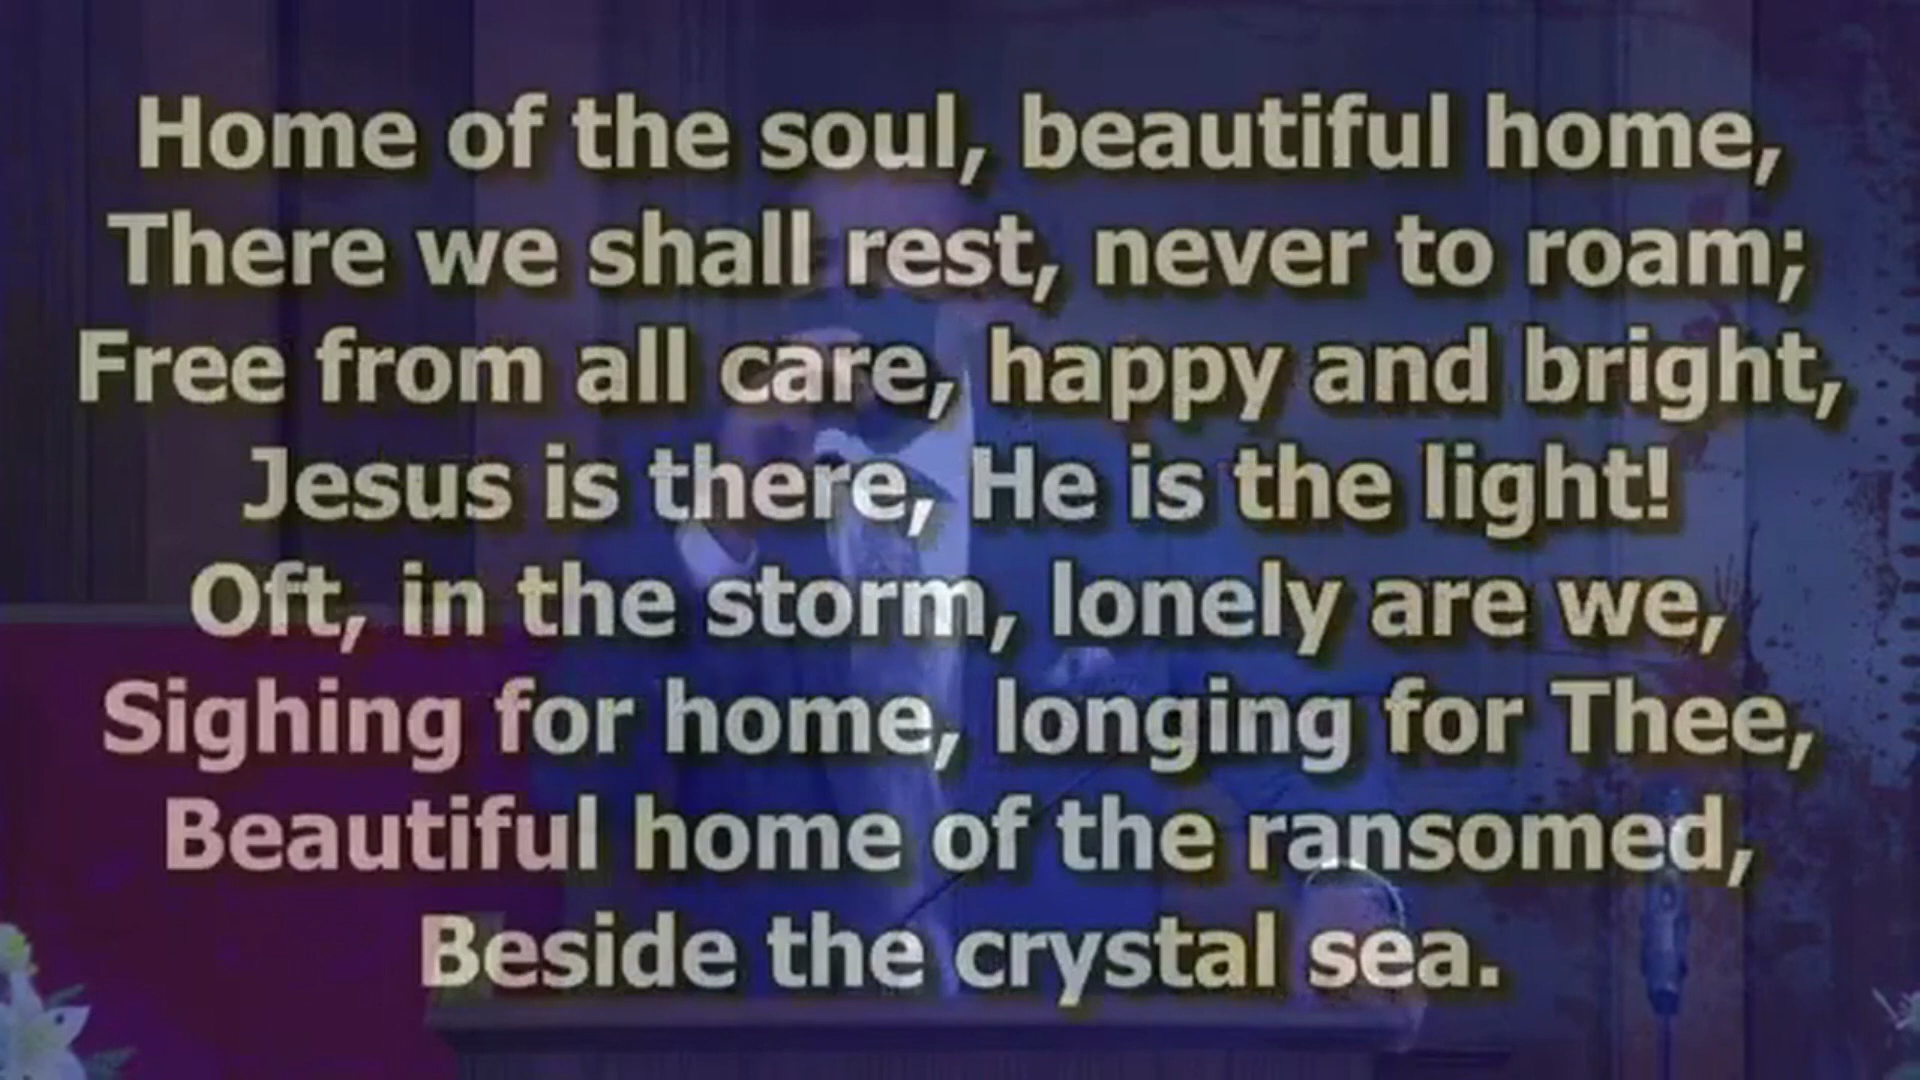 Home of the soul, beautiful home,
There we shall rest, never to roam;
Free from all care, happy and bright,
Jesus is there, He is the light!
Oft, in the storm, lonely are we,
Sighing for home, longing for Thee,
Beautiful home of the ransomed,
Beside the crystal sea.